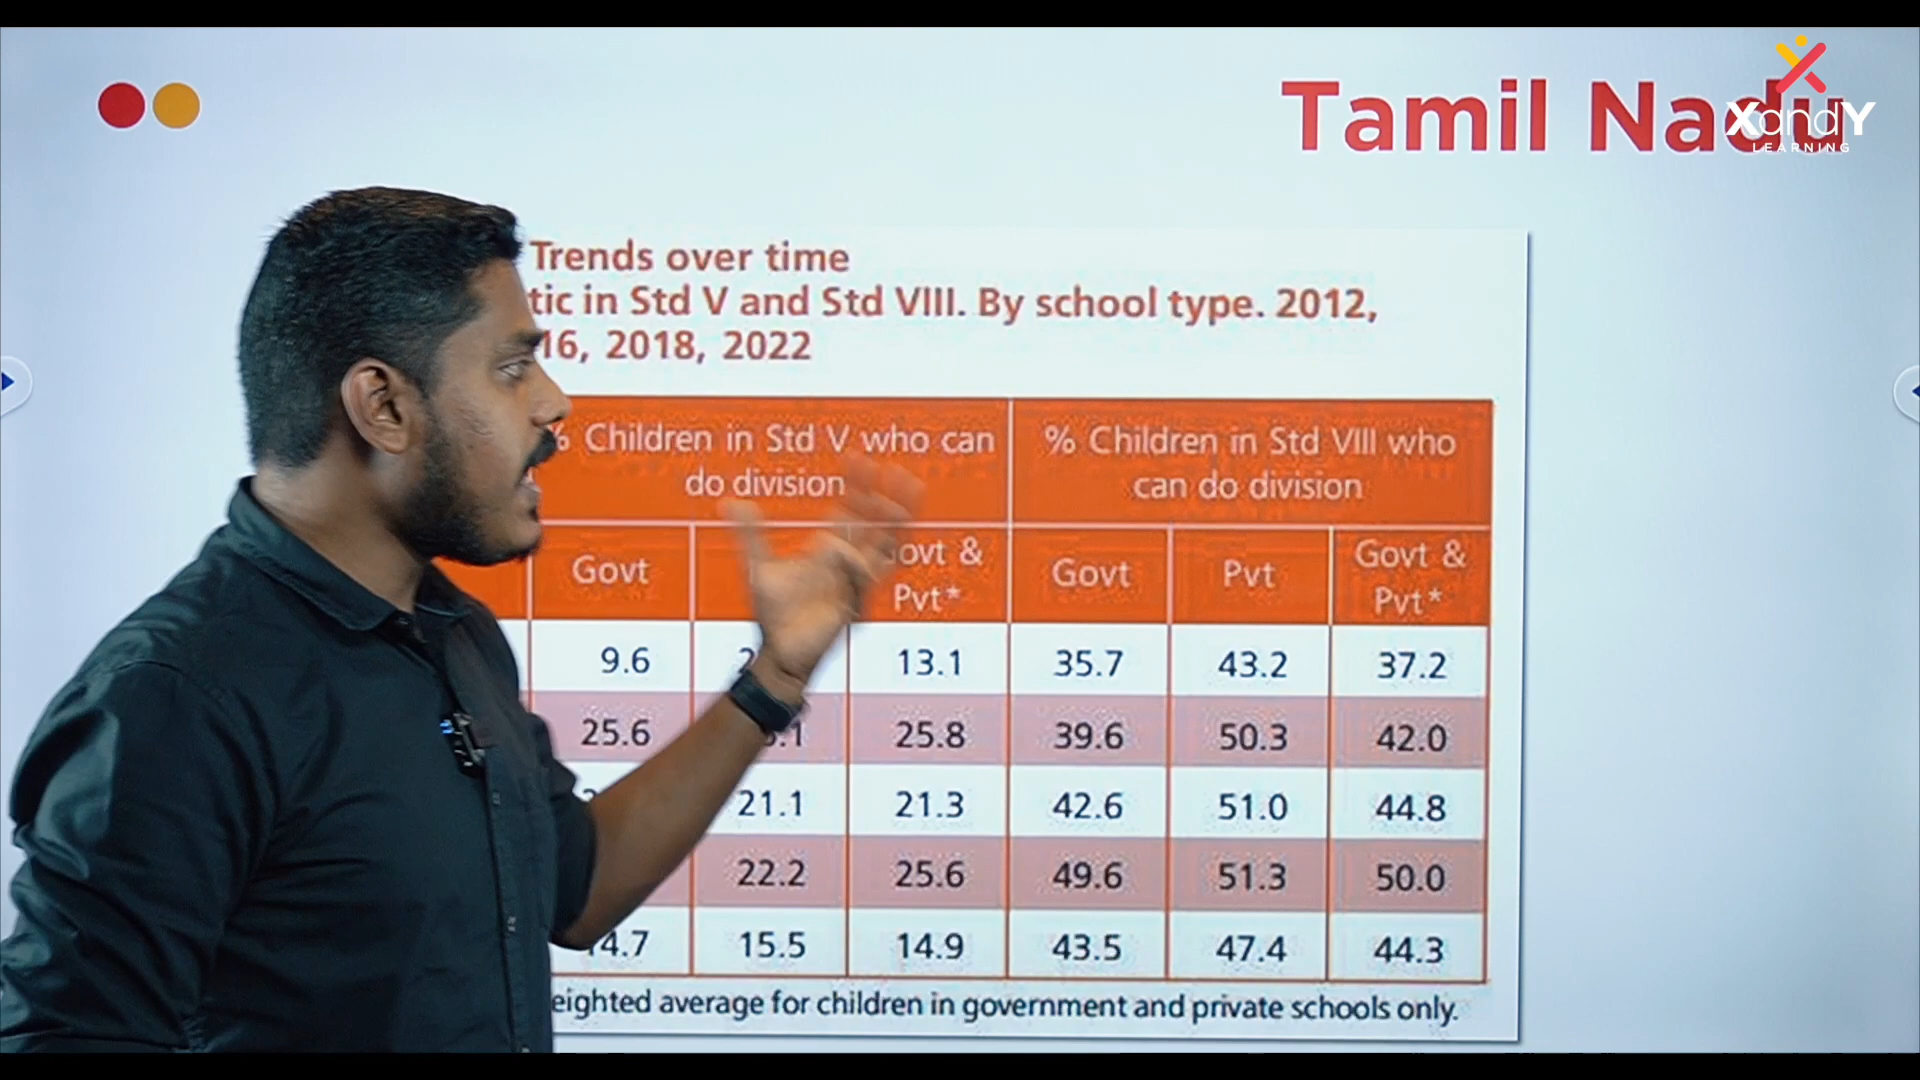 Tamil Nadu
XandY
LEARNING
Trends over time
tic in Std V and Std VIII. By school type. 2012,
16, 2018, 2022
% Children in Std V who can do division
% Children in Std VIII who can do division
Govt Govt & Pvt* Govt Pvt Govt & Pvt*
9.6 13.1 35.7 43.2 37.2
25.6 25.8 39.6 50.3 42.0
21.1 21.3 42.6 51.0 44.8
22.2 25.6 49.6 51.3 50.0
14.7 15.5 14.9 43.5 47.4 44.3
eighted average for children in government and private schools only.